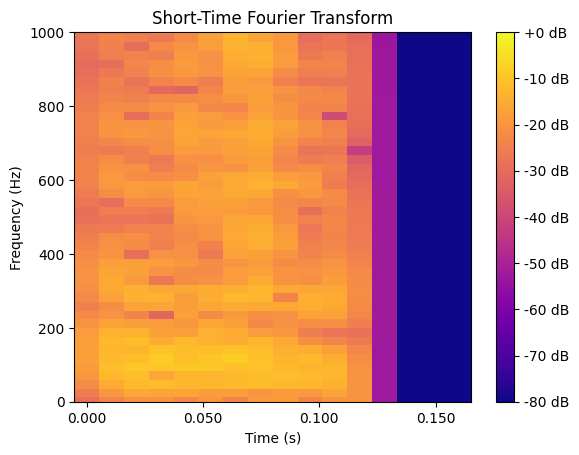 Short-Time Fourier Transform
1000
800
600
400
200
0
Frequency (Hz)
0.000
0.050
0.100
0.150
Time (s)
+0 dB
-10 dB
-20 dB
-30 dB
-40 dB
-50 dB
-60 dB
-70 dB
-80 dB